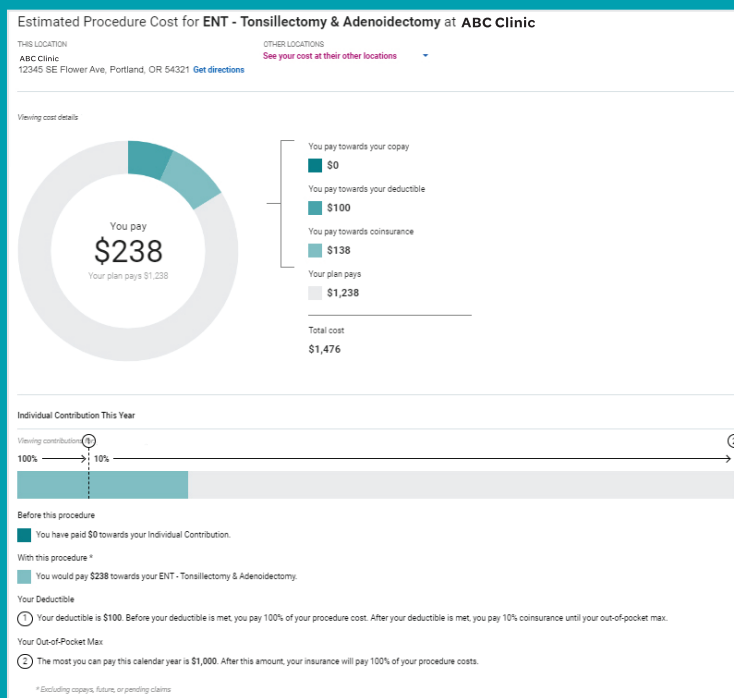 Estimated Procedure Cost for ENT - Tonsillectomy & Adenoidectomy at ABC Clinic
THIS LOCATION
ABC Clinic
12345 SE Flower Ave, Portland, OR 54321 Get directions
OTHER LOCATIONS
See your cost at their other locations
Viewing cost details
You pay
$238
Your plan pays $1,238
You pay towards your copay
$0
You pay towards your deductible
$100
You pay towards coinsurance
$138
Your plan pays
$1,238
Total cost
$1,476
Individual Contribution This Year
Viewing contributions for
1
2
100%
10%
Before this procedure
You have paid $0 towards your Individual Contribution.
With this procedure *
You would pay $238 towards your ENT - Tonsillectomy & Adenoidectomy.
Your Deductible
1 Your deductible is $100. Before your deductible is met, you pay 100% of your procedure cost. After your deductible is met, you pay 10% coinsurance until your out-of-pocket max.
Your Out-of-Pocket Max
2 The most you can pay this calendar year is $1,000. After this amount, your insurance will pay 100% of your procedure costs.
* Excluding copays, future, or pending claims